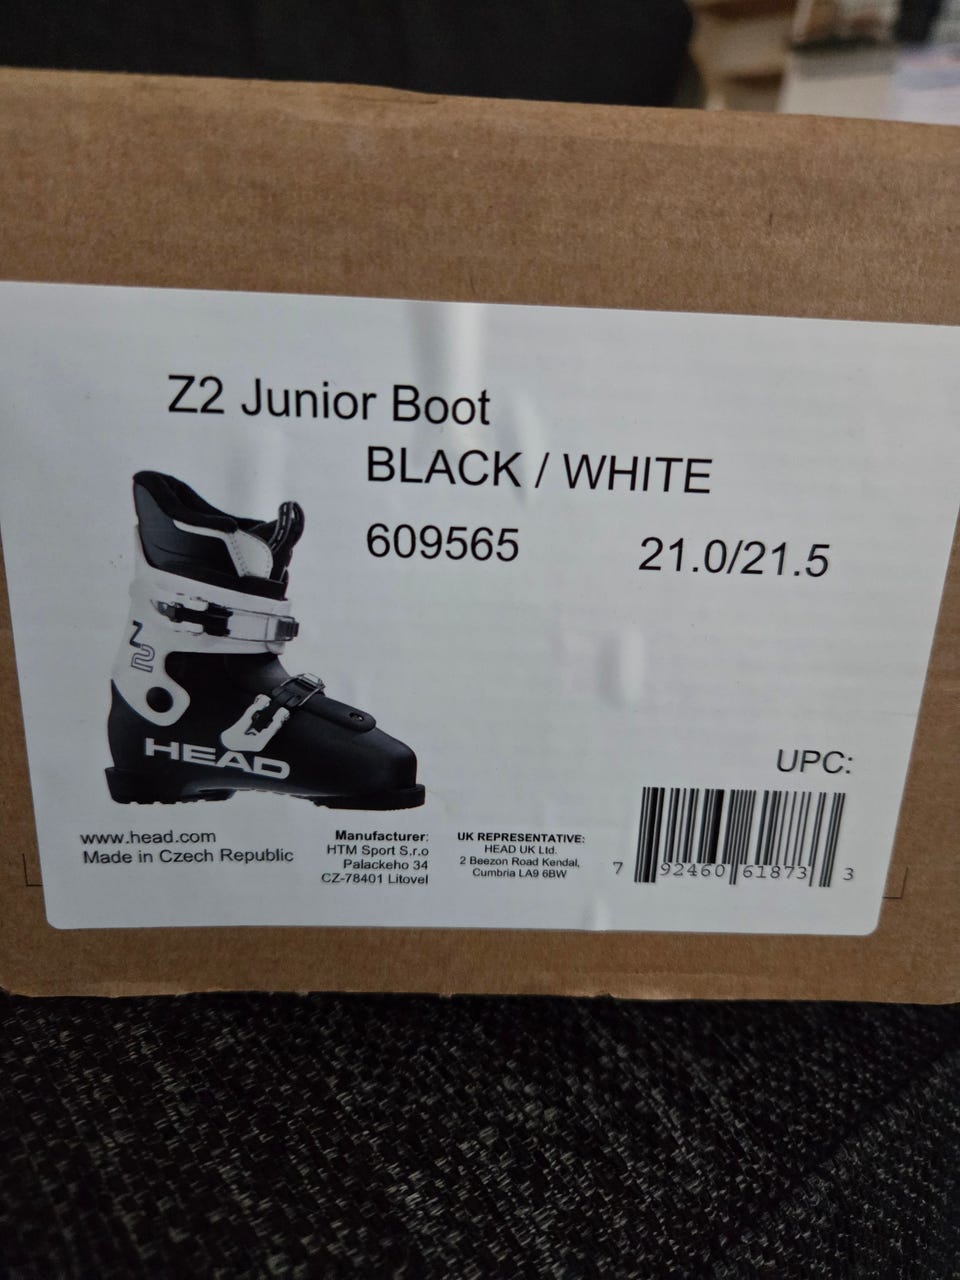 Z2 Junior Boot
BLACK / WHITE
609565 21.0/21.5
Z2
HEAD
UPC:
www.head.com
Made in Czech Republic
Manufacturer:
HTM Sport S.r.o
Palackeho 34
CZ-78401 Litovel
UK REPRESENTATIVE:
HEAD UK Ltd.
2 Beezon Road Kendal,
Cumbria LA9 6BW
7 92460 61873 3